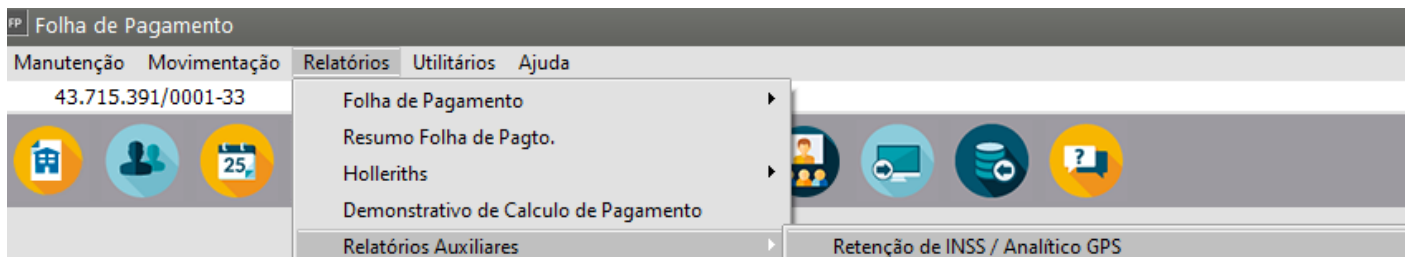 FP Folha de Pagamento
Manutenção Movimentação Relatórios Utilitários Ajuda
43.715.391/0001-33
Folha de Pagamento
Resumo Folha de Pagto.
25
?
Holleriths
Demonstrativo de Calculo de Pagamento
Relatórios Auxiliares
Retenção de INSS / Analítico GPS